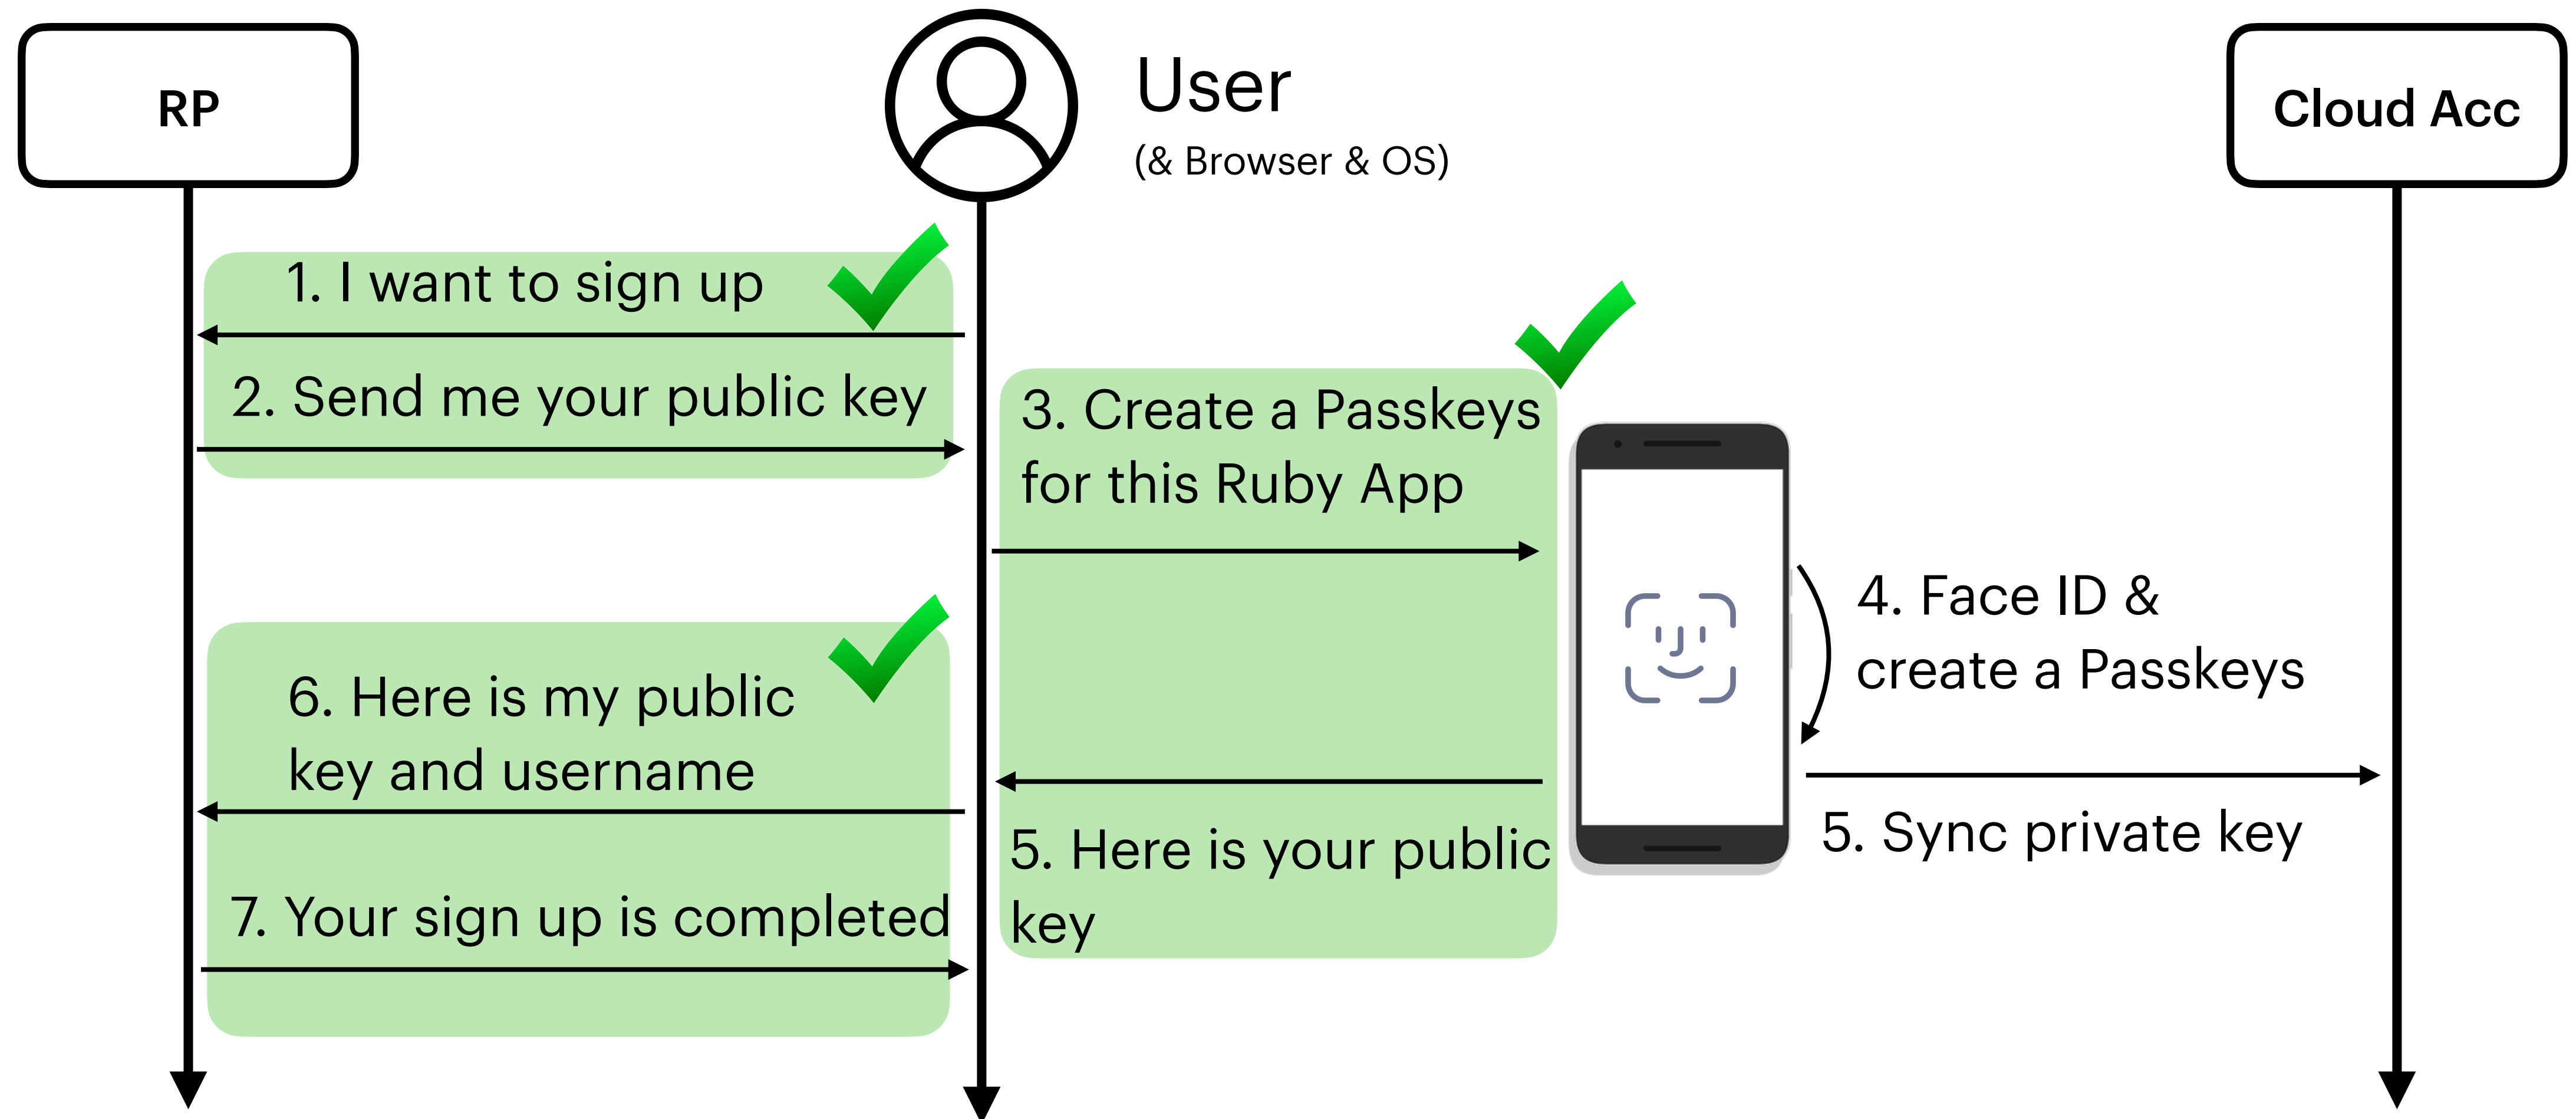 RP
User
(& Browser & OS)
Cloud Acc
1. I want to sign up
2. Send me your public key
3. Create a Passkeys
for this Ruby App
4. Face ID &
create a Passkeys
5. Here is your public
key
5. Sync private key
6. Here is my public
key and username
7. Your sign up is completed